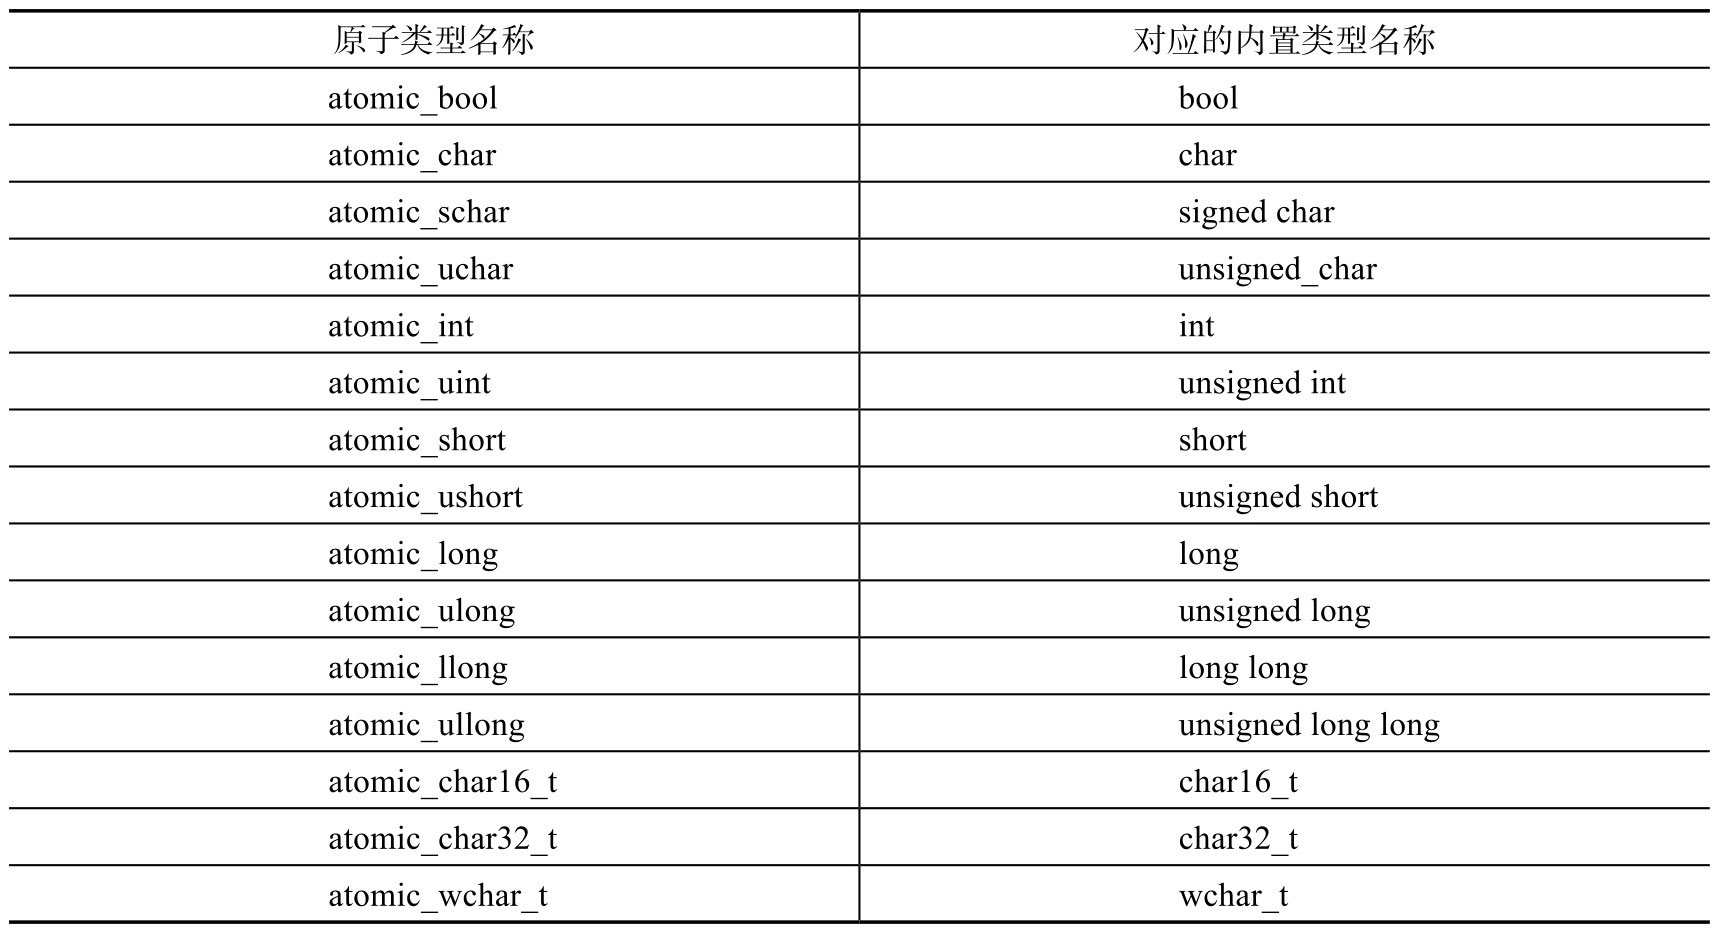 原子类型名称 对应的内置类型名称
atomic_bool bool
atomic_char char
atomic_schar signed char
atomic_uchar unsigned_char
atomic_int int
atomic_uint unsigned int
atomic_short short
atomic_ushort unsigned short
atomic_long long
atomic_ulong unsigned long
atomic_llong long long
atomic_ullong unsigned long long
atomic_char16_t char16_t
atomic_char32_t char32_t
atomic_wchar_t wchar_t